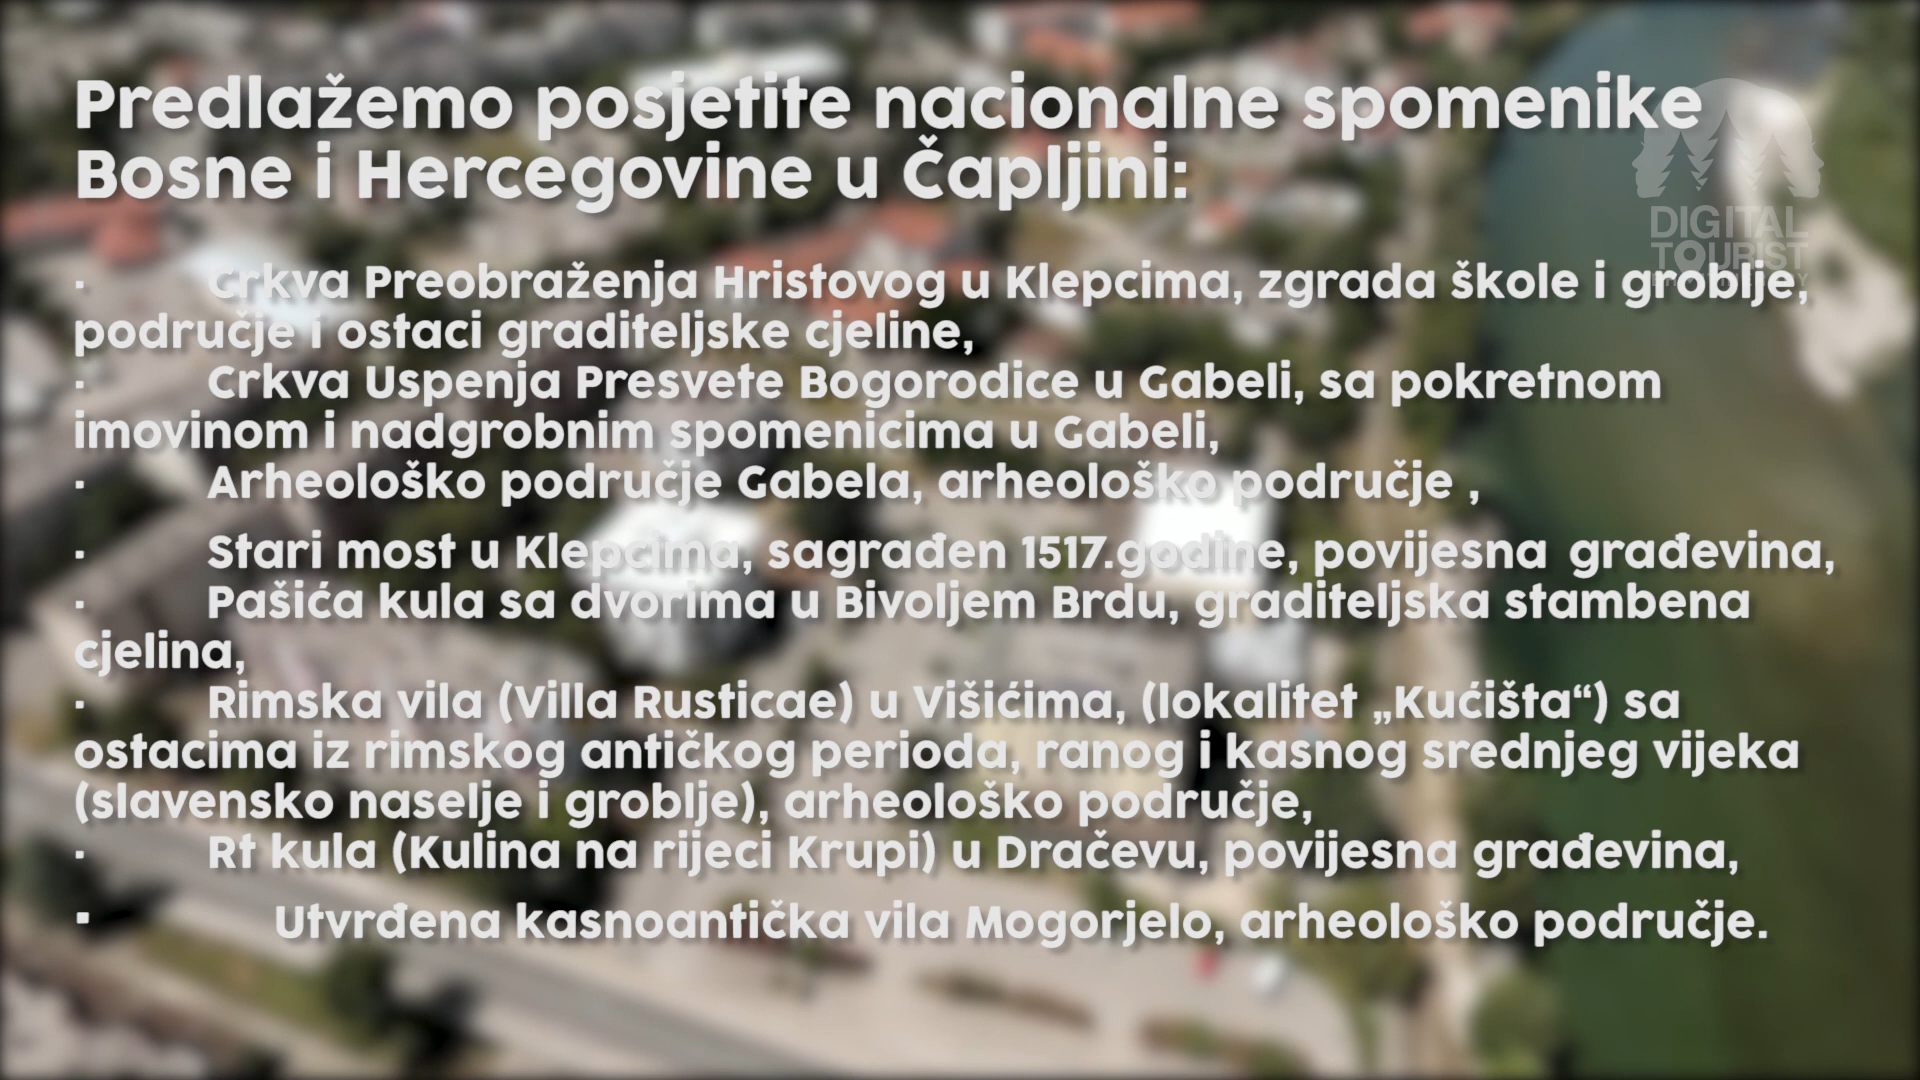 Predlažemo posjetite nacionalne spomenike
Bosne i Hercegovine u Čapljini:
DIGITAL
TOURIST
· Crkva Preobraženja Hristovog u Klepcima, zgrada škole i groblje,
područje i ostaci graditeljske cjeline,
· Crkva Uspenja Presvete Bogorodice u Gabeli, sa pokretnom
imovinom i nadgrobnim spomenicima u Gabeli,
· Arheološko područje Gabela, arheološko područje ,
· Stari most u Klepcima, sagrađen 1517.godine, povijesna građevina,
· Pašića kula sa dvorima u Bivoljem Brdu, graditeljska stambena
cjelina,
· Rimska vila (Villa Rusticae) u Višićima, (lokalitet „Kućišta“) sa
ostacima iz rimskog antičkog perioda, ranog i kasnog srednjeg vijeka
(slavensko naselje i groblje), arheološko područje,
· Rt kula (Kulina na rijeci Krupi) u Dračevu, povijesna građevina,
▪ Utvrđena kasnoantička vila Mogorjelo, arheološko područje.